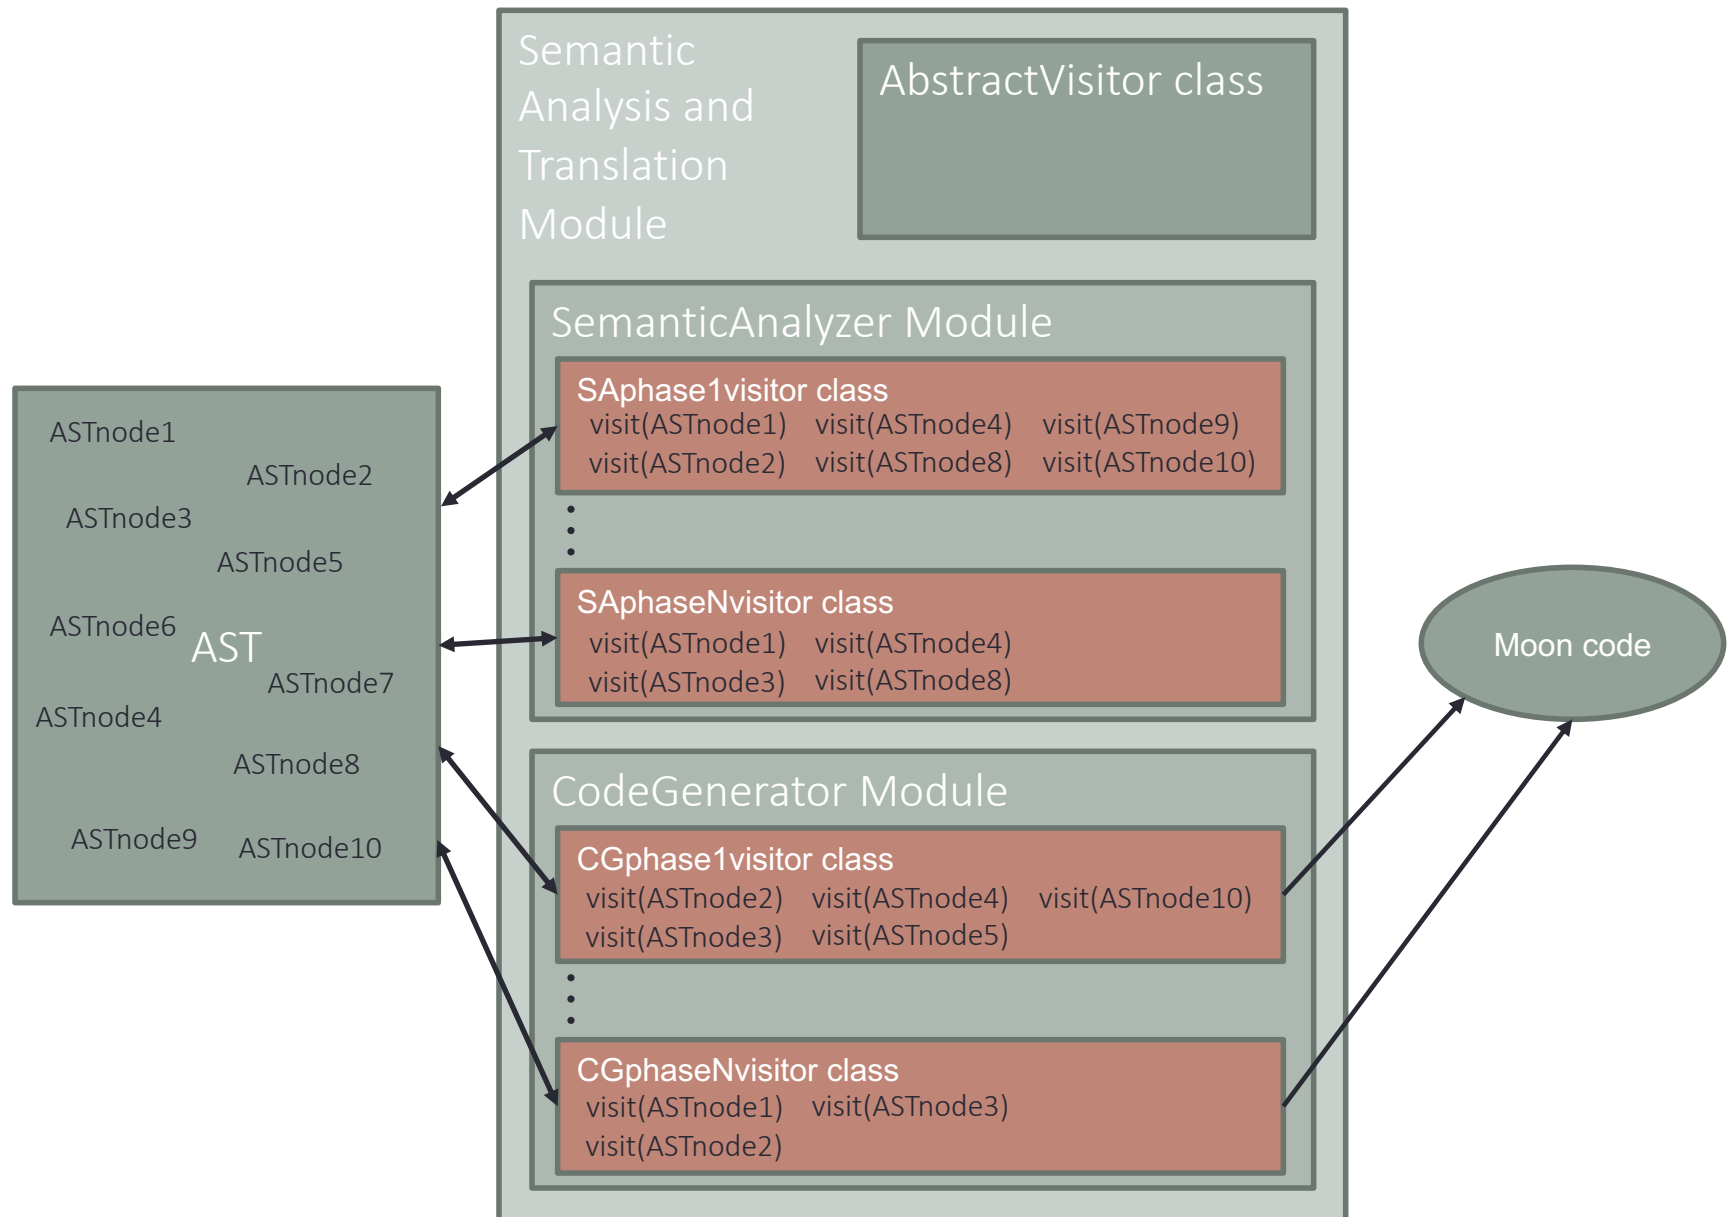 Semantic
Analysis and
Translation
Module
AbstractVisitor class
SemanticAnalyzer Module
SAphase1visitor class
visit(ASTnode1) visit(ASTnode4) visit(ASTnode9)
visit(ASTnode2) visit(ASTnode8) visit(ASTnode10)
SAphaseNvisitor class
visit(ASTnode1) visit(ASTnode4)
visit(ASTnode3) visit(ASTnode8)
CodeGenerator Module
CGphase1visitor class
visit(ASTnode2) visit(ASTnode4) visit(ASTnode10)
visit(ASTnode3) visit(ASTnode5)
CGphaseNvisitor class
visit(ASTnode1) visit(ASTnode3)
visit(ASTnode2)
ASTnode1
ASTnode2
ASTnode3
ASTnode5
ASTnode6
AST
ASTnode7
ASTnode4
ASTnode8
ASTnode9
ASTnode10
Moon code